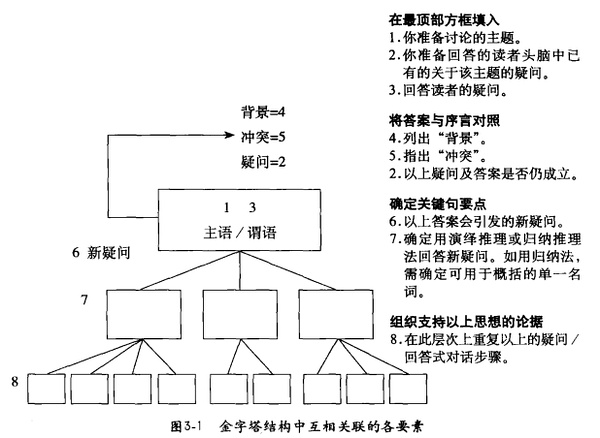 在最顶部方框填入
1.你准备讨论的主题。
2.你准备回答的读者头脑中已
有的关于该主题的疑问。
3.回答读者的疑问。
将答案与序言对照
4.列出“背景”。
5.指出“冲突”。
2.以上疑问及答案是否仍成立。
确定关键句要点
6.以上答案会引发的新疑问。
7.确定用演绎推理或归纳推理
法回答新疑问。如用归纳法，
需确定可用于概括的单一名
词。
组织支持以上思想的论据
8.在此层次上重复以上的疑问／
回答式对话步骤。
背景=4
冲突=5
疑问=2
1 3
主语／谓语
6 新疑问
7
8
图3-1 金字塔结构中互相关联的各要素